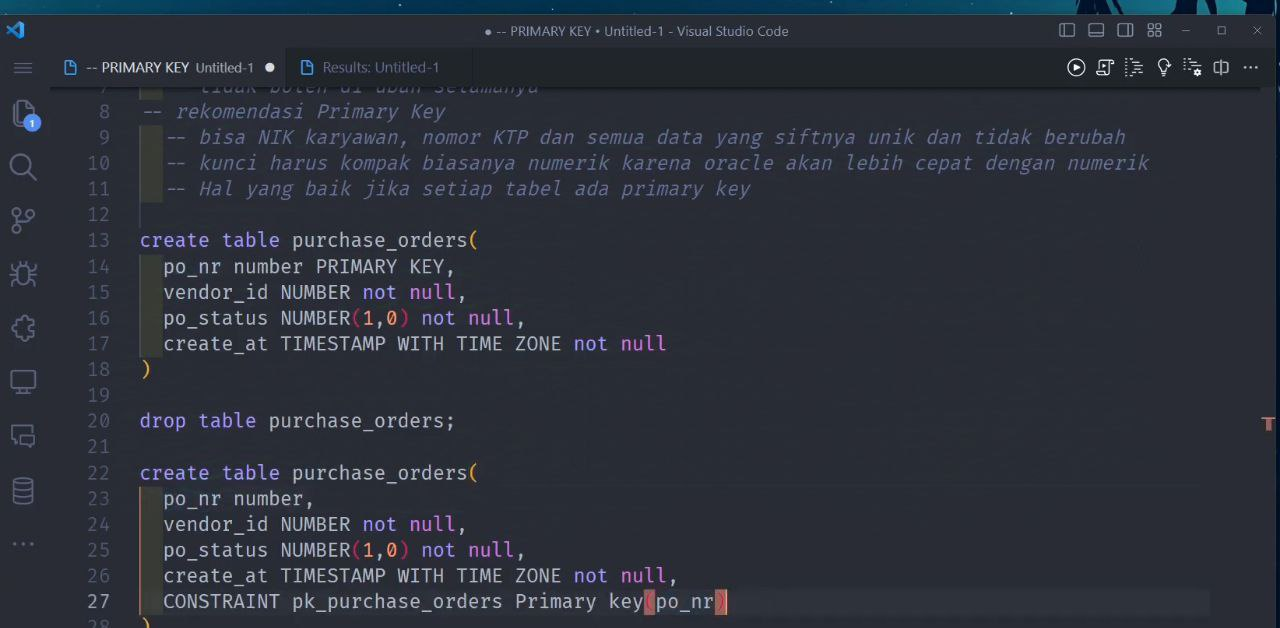 ● -- PRIMARY KEY • Untitled-1 - Visual Studio Code
-- PRIMARY KEY Untitled-1 ●
Results: Untitled-1
1
7 tidak boleh di ubah selamanya
8 -- rekomendasi Primary Key
9 -- bisa NIK karyawan, nomor KTP dan semua data yang siftnya unik dan tidak berubah
10 -- kunci harus kompak biasanya numerik karena oracle akan lebih cepat dengan numerik
11 -- Hal yang baik jika setiap tabel ada primary key
12
13 create table purchase_orders(
14 po_nr number PRIMARY KEY,
15 vendor_id NUMBER not null,
16 po_status NUMBER(1,0) not null,
17 create_at TIMESTAMP WITH TIME ZONE not null
18 )
19
20 drop table purchase_orders;
21
22 create table purchase_orders(
23 po_nr number,
24 vendor_id NUMBER not null,
25 po_status NUMBER(1,0) not null,
26 create_at TIMESTAMP WITH TIME ZONE not null,
27 CONSTRAINT pk_purchase_orders Primary key(po_nr)
28 )